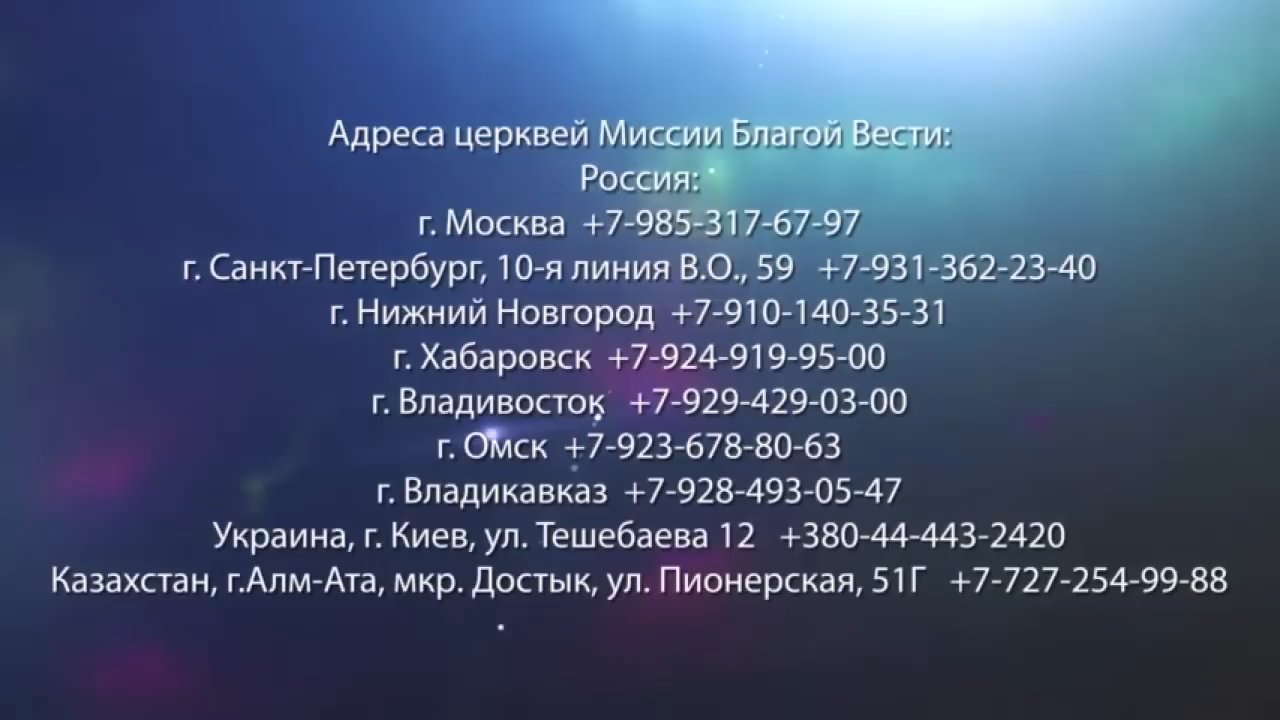 Адреса церквей Миссии Благой Вести:
Россия:
г. Москва +7-985-317-67-97
г. Санкт-Петербург, 10-я линия В.О., 59 +7-931-362-23-40
г. Нижний Новгород +7-910-140-35-31
г. Хабаровск +7-924-919-95-00
г. Владивосток +7-929-429-03-00
г. Омск +7-923-678-80-63
г. Владикавказ +7-928-493-05-47
Украина, г. Киев, ул. Тешебаева 12 +380-44-443-2420
Казахстан, г.Алм-Ата, мкр. Достык, ул. Пионерская, 51Г +7-727-254-99-88